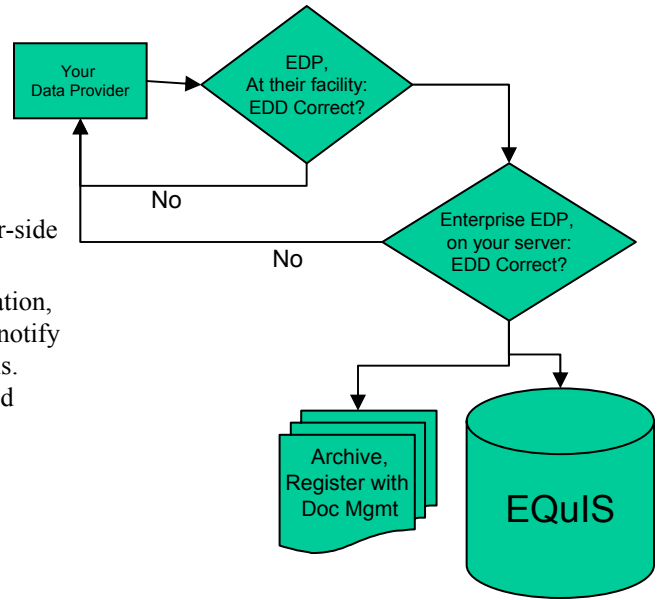 Your
Data Provider
EDP,
At their facility:
EDD Correct?
No
r-side
Enterprise EDP,
on your server:
EDD Correct?
No
ation,
notify
s.
d
Archive,
Register with
Doc Mgmt
EQuIS